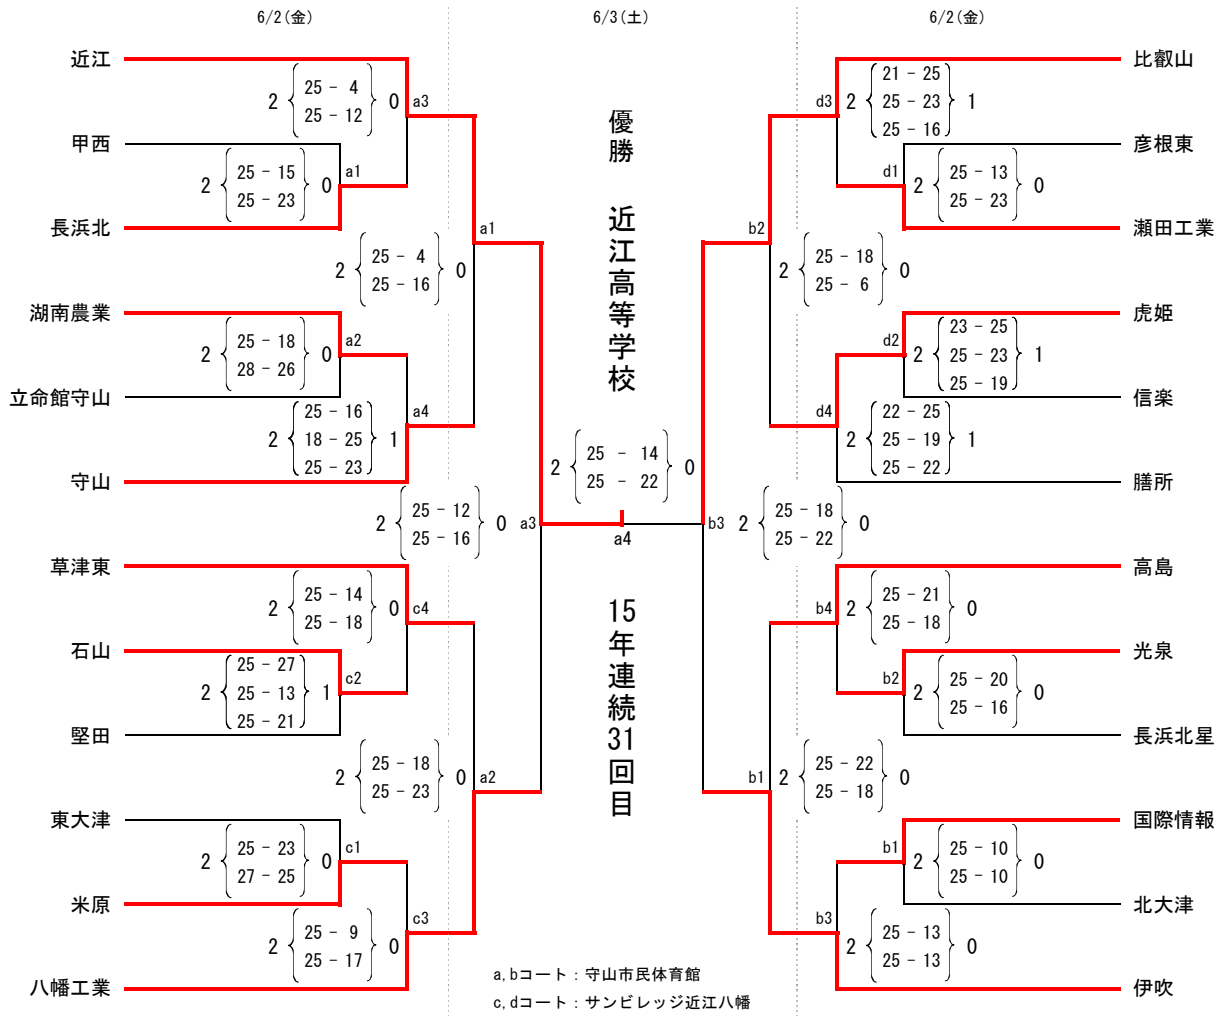 6/2(金)
6/3(土)
6/2(金)
近江
甲西
長浜北
湖南農業
立命館守山
守山
草津東
石山
堅田
東大津
米原
八幡工業
2 25 - 4 0 a3
25 - 12
2 25 - 15 0 a1
25 - 23
2 25 - 4 0 a1
25 - 16
2 25 - 18 0 a2
28 - 26
2 25 - 16 1 a4
18 - 25
25 - 23
2 25 - 12 0 a3
25 - 16
2 25 - 14 0 c4
25 - 18
2 25 - 27 1 c2
25 - 13
25 - 21
2 25 - 18 0 a2
25 - 23
2 25 - 23 0 c1
27 - 25
2 25 - 9 0 c3
25 - 17
優勝 近江高等学校
2 25 - 14 0
25 - 22
a4
15年連続31回目
d3 2 21 - 25 1
25 - 23
25 - 16
d1 2 25 - 13 0
25 - 23
b2 2 25 - 18 0
25 - 6
d2 2 23 - 25 1
25 - 23
25 - 19
d4 2 22 - 25 1
25 - 19
25 - 22
b3 2 25 - 18 0
25 - 22
b4 2 25 - 21 0
25 - 18
b2 2 25 - 20 0
25 - 16
b1 2 25 - 22 0
25 - 18
b1 2 25 - 10 0
25 - 10
b3 2 25 - 13 0
25 - 13
比叡山
彦根東
瀬田工業
虎姫
信楽
膳所
高島
光泉
長浜北星
国際情報
北大津
伊吹
a,bコート：守山市民体育館
c,dコート：サンビレッジ近江八幡